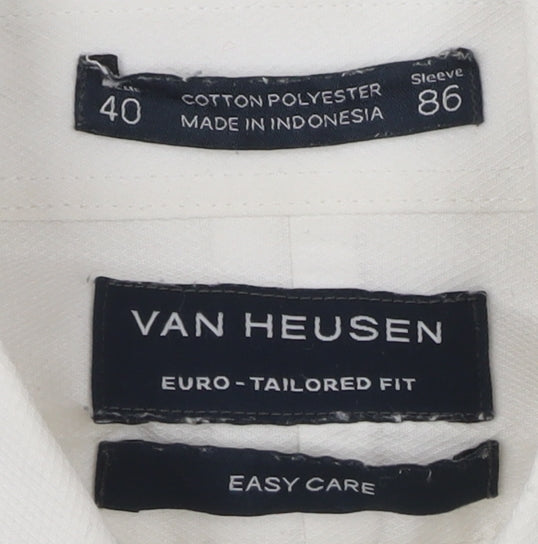 40
COTTON POLYESTER
MADE IN INDONESIA
Sleeve
86
VAN HEUSEN
EURO-TAILORED FIT
EASY CARE